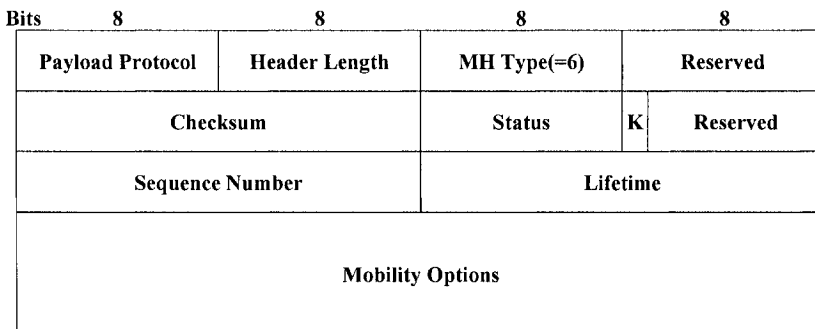 Bits 8 8 8 8
Payload Protocol Header Length MH Type(=6) Reserved
Checksum Status K Reserved
Sequence Number Lifetime
Mobility Options